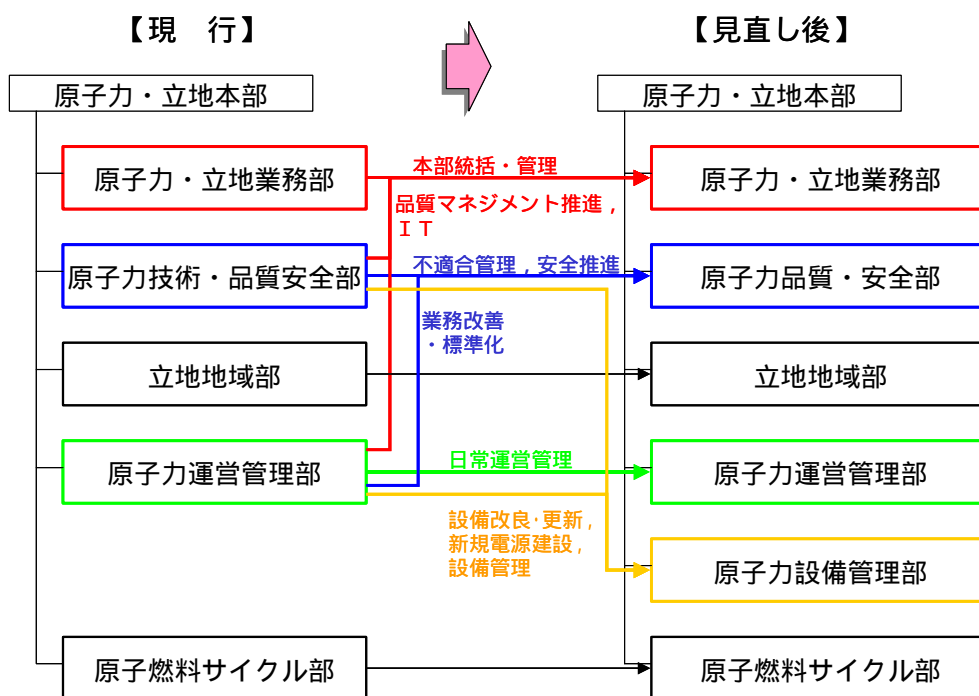 【現　行】
【見直し後】
原子力・立地本部
原子力・立地本部
原子力・立地業務部
本部統括・管理
原子力・立地業務部
品質マネジメント推進，
ＩＴ
原子力技術・品質安全部
不適合管理，安全推進
原子力品質・安全部
業務改善
・標準化
立地地域部
立地地域部
原子力運営管理部
日常運営管理
原子力運営管理部
設備改良･更新，
新規電源建設，
設備管理
原子力設備管理部
原子燃料サイクル部
原子燃料サイクル部